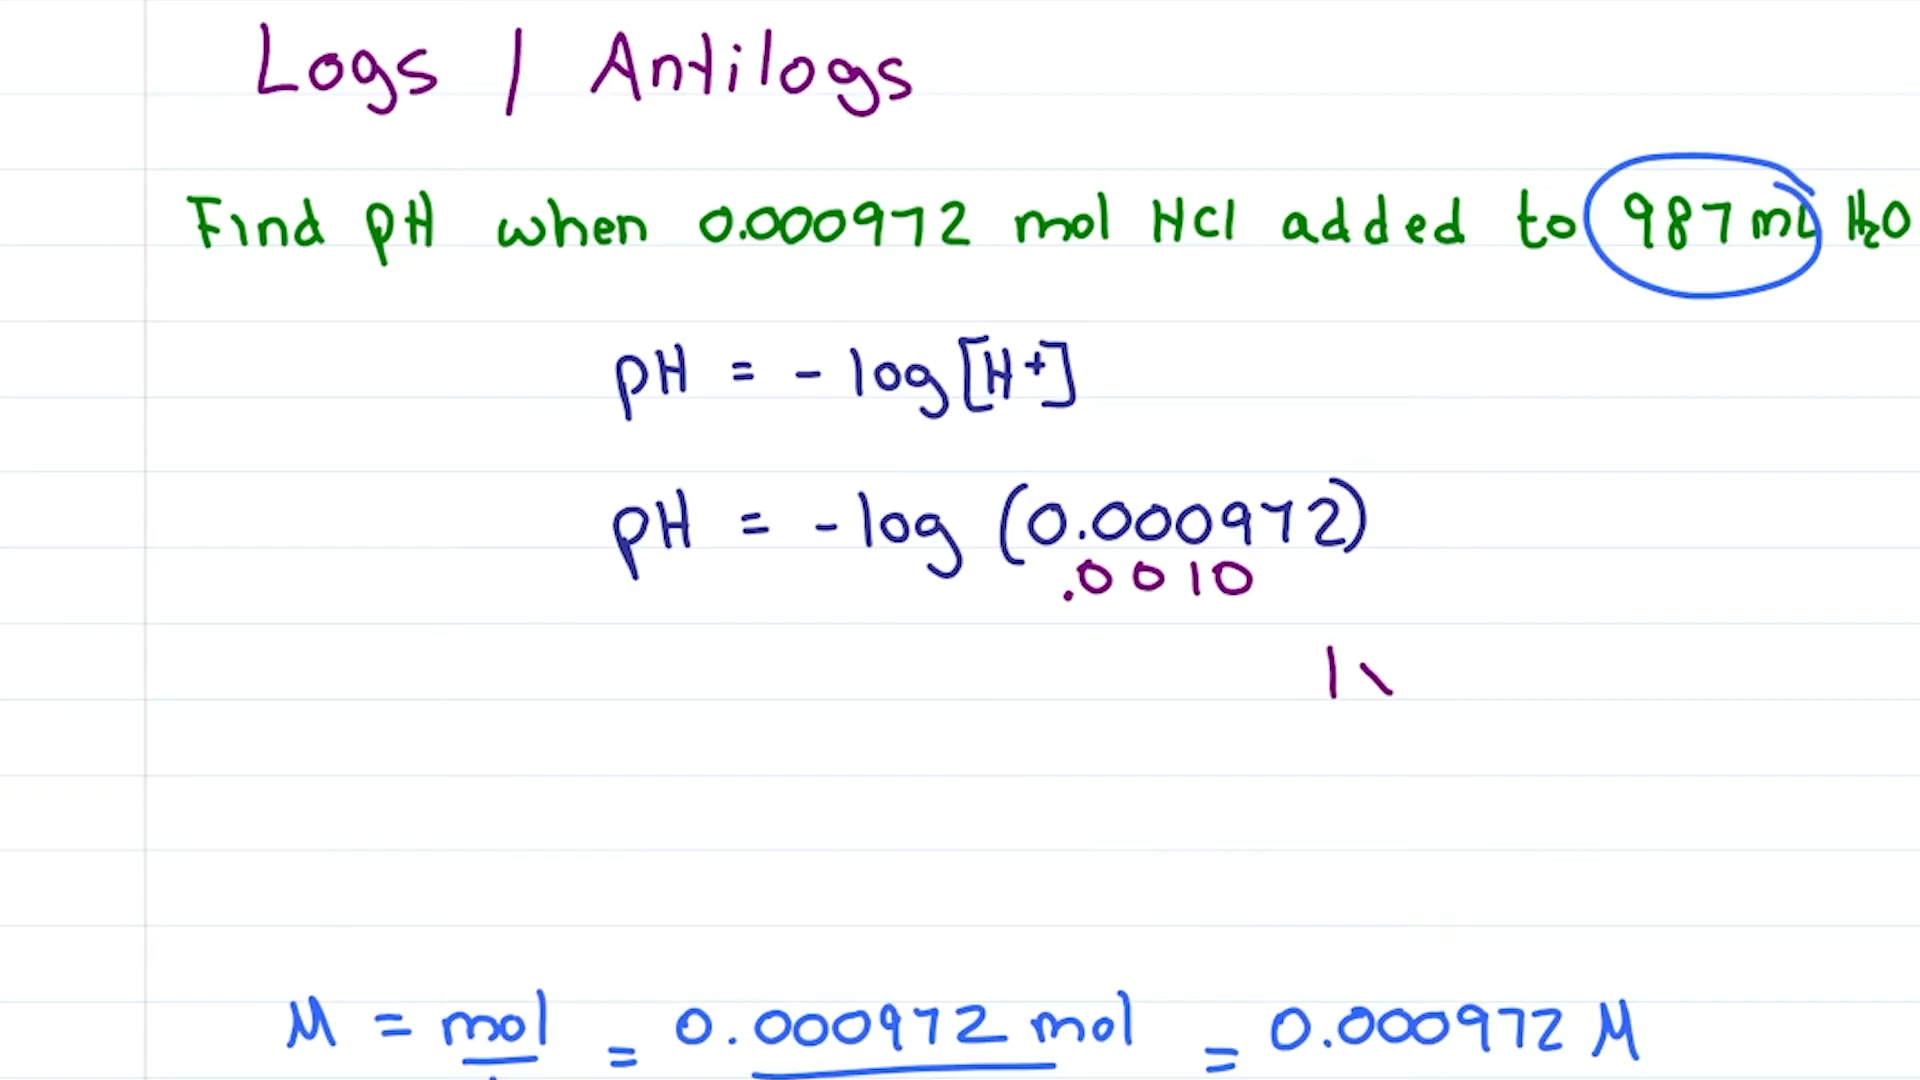 Logs / Antilogs
Find pH when 0.000972 mol HCl added to 987 mL H₂O
pH = - log [H+]
pH = - log (0.000972)
.0010
M = mol = 0.000972 mol = 0.000972 M